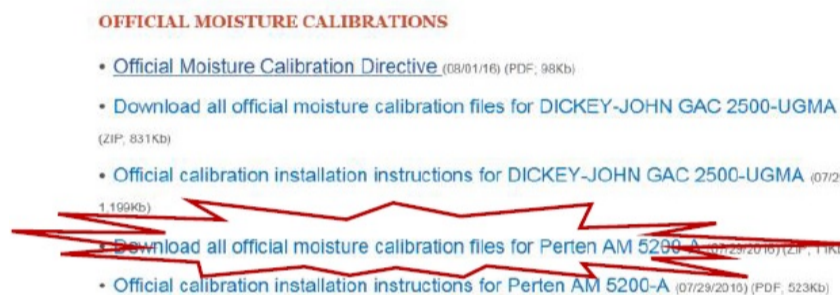 OFFICIAL MOISTURE CALIBRATIONS
• Official Moisture Calibration Directive (08/01/16) (PDF; 98Kb)
• Download all official moisture calibration files for DICKEY-JOHN GAC 2500-UGMA
(ZIP; 831Kb)
• Official calibration installation instructions for DICKEY-JOHN GAC 2500-UGMA (07/2
1,199Kb)
• Download all official moisture calibration files for Perten AM 5200-A (07/29/2016) (ZIP; 11Kb
• Official calibration installation instructions for Perten AM 5200-A (07/29/2016) (PDF; 523Kb)